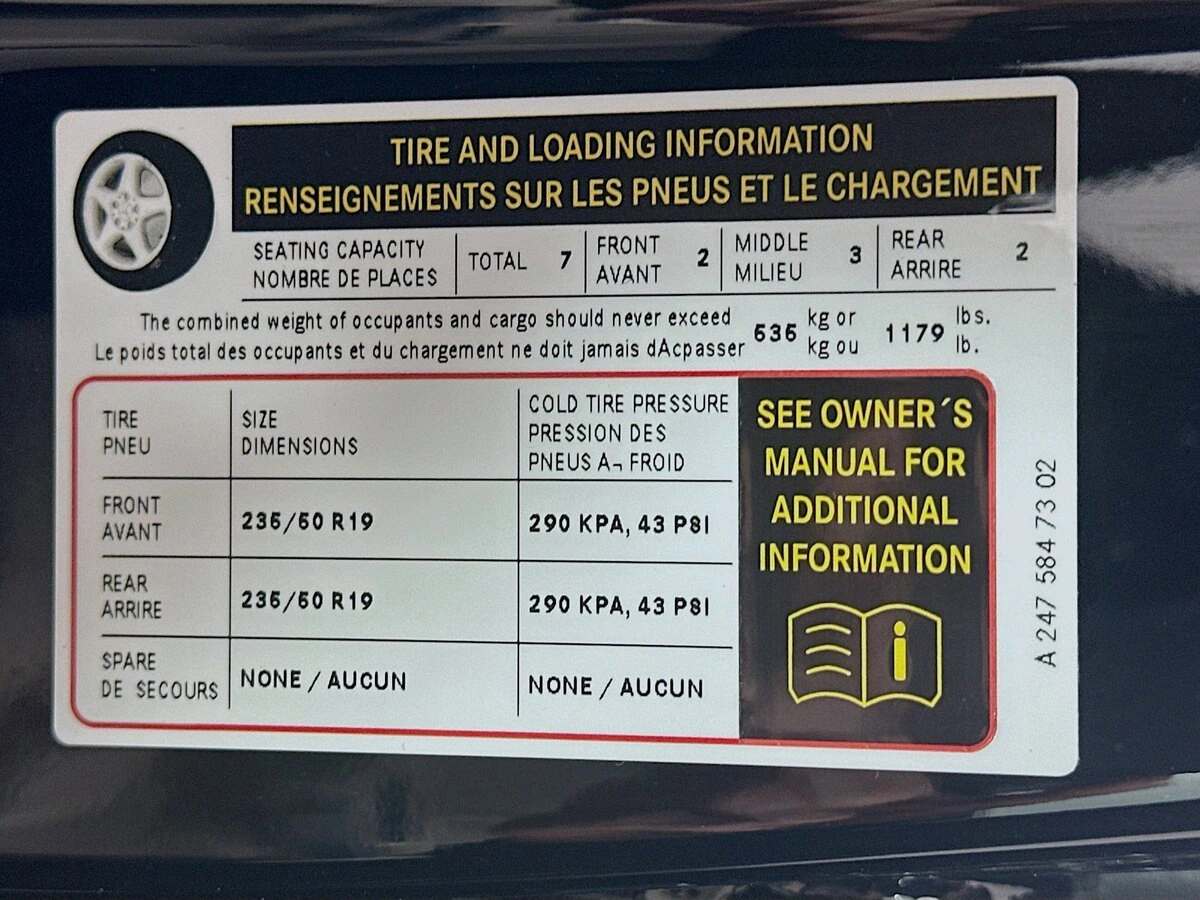 TIRE AND LOADING INFORMATION
RENSEIGNEMENTS SUR LES PNEUS ET LE CHARGEMENT
SEATING CAPACITY
NOMBRE DE PLACES
TOTAL 7
FRONT
AVANT
2
MIDDLE
MILIEU
3
REAR
ARRIRE
2
The combined weight of occupants and cargo should never exceed
Le poids total des occupants et du chargement ne doit jamais dAcpasser
535
kg or
kg ou
1179
lbs.
lb.
TIRE
PNEU
SIZE
DIMENSIONS
COLD TIRE PRESSURE
PRESSION DES
PNEUS A¬ FROID
FRONT
AVANT
235/50 R19
290 KPA, 43 PSI
REAR
ARRIRE
235/50 R19
290 KPA, 43 PSI
SPARE
DE SECOURS
NONE / AUCUN
NONE / AUCUN
SEE OWNER´S
MANUAL FOR
ADDITIONAL
INFORMATION
i
A 247 584 73 02